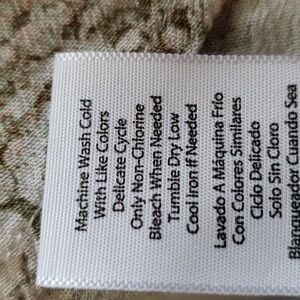 Machine Wash Cold
With Like Colors
Delicate Cycle
Only Non-Chlorine
Bleach When Needed
Tumble Dry Low
Cool Iron If Needed
Lavado A Máquina Frío
Con Colores Similares
Ciclo Delicado
Solo Sin Cloro
Blanqueador Cuando Sea